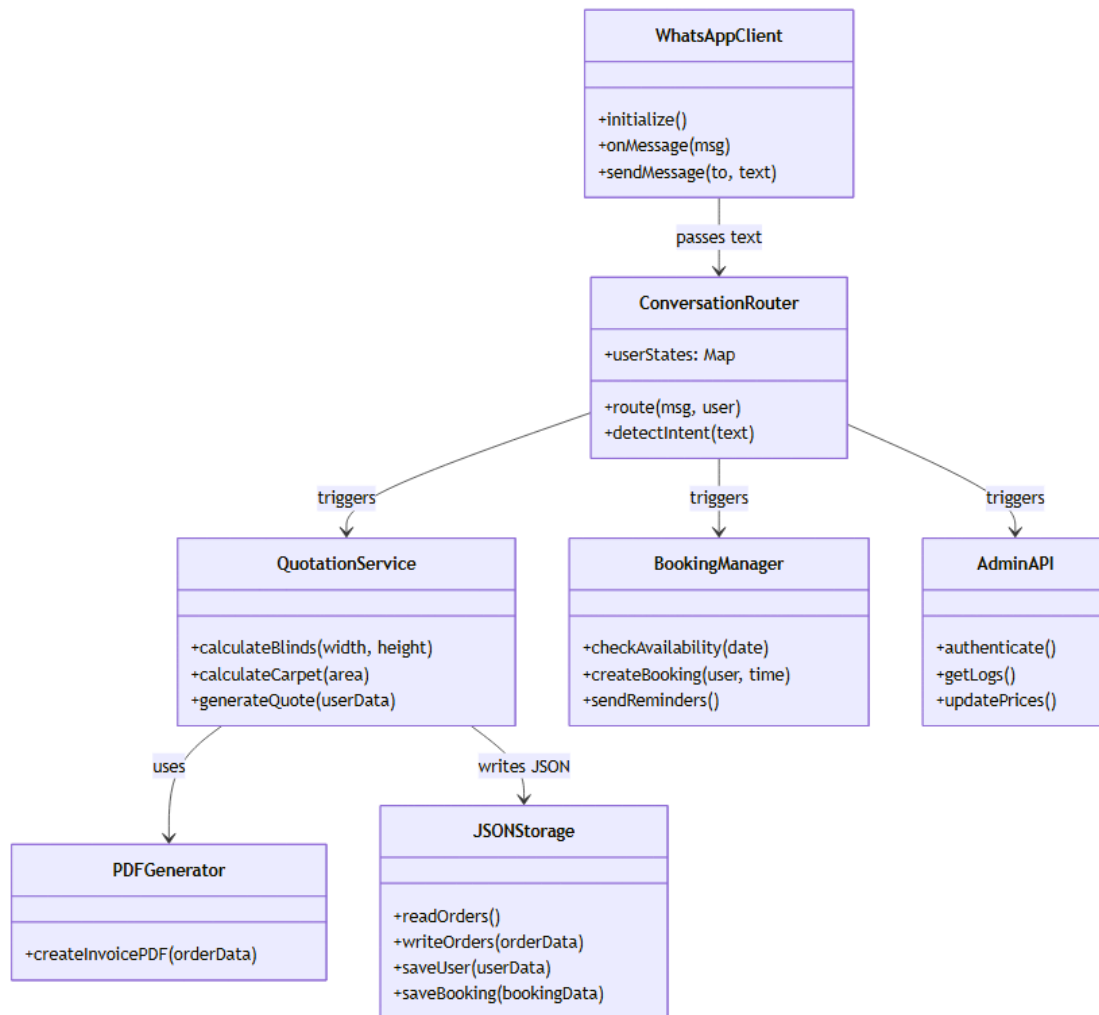 WhatsAppClient
+initialize()
+onMessage(msg)
+sendMessage(to, text)
passes text
ConversationRouter
+userStates: Map
+route(msg, user)
+detectIntent(text)
triggers
triggers
triggers
QuotationService
+calculateBlinds(width, height)
+calculateCarpet(area)
+generateQuote(userData)
BookingManager
+checkAvailability(date)
+createBooking(user, time)
+sendReminders()
AdminAPI
+authenticate()
+getLogs()
+updatePrices()
uses
writes JSON
PDFGenerator
+createInvoicePDF(orderData)
JSONStorage
+readOrders()
+writeOrders(orderData)
+saveUser(userData)
+saveBooking(bookingData)